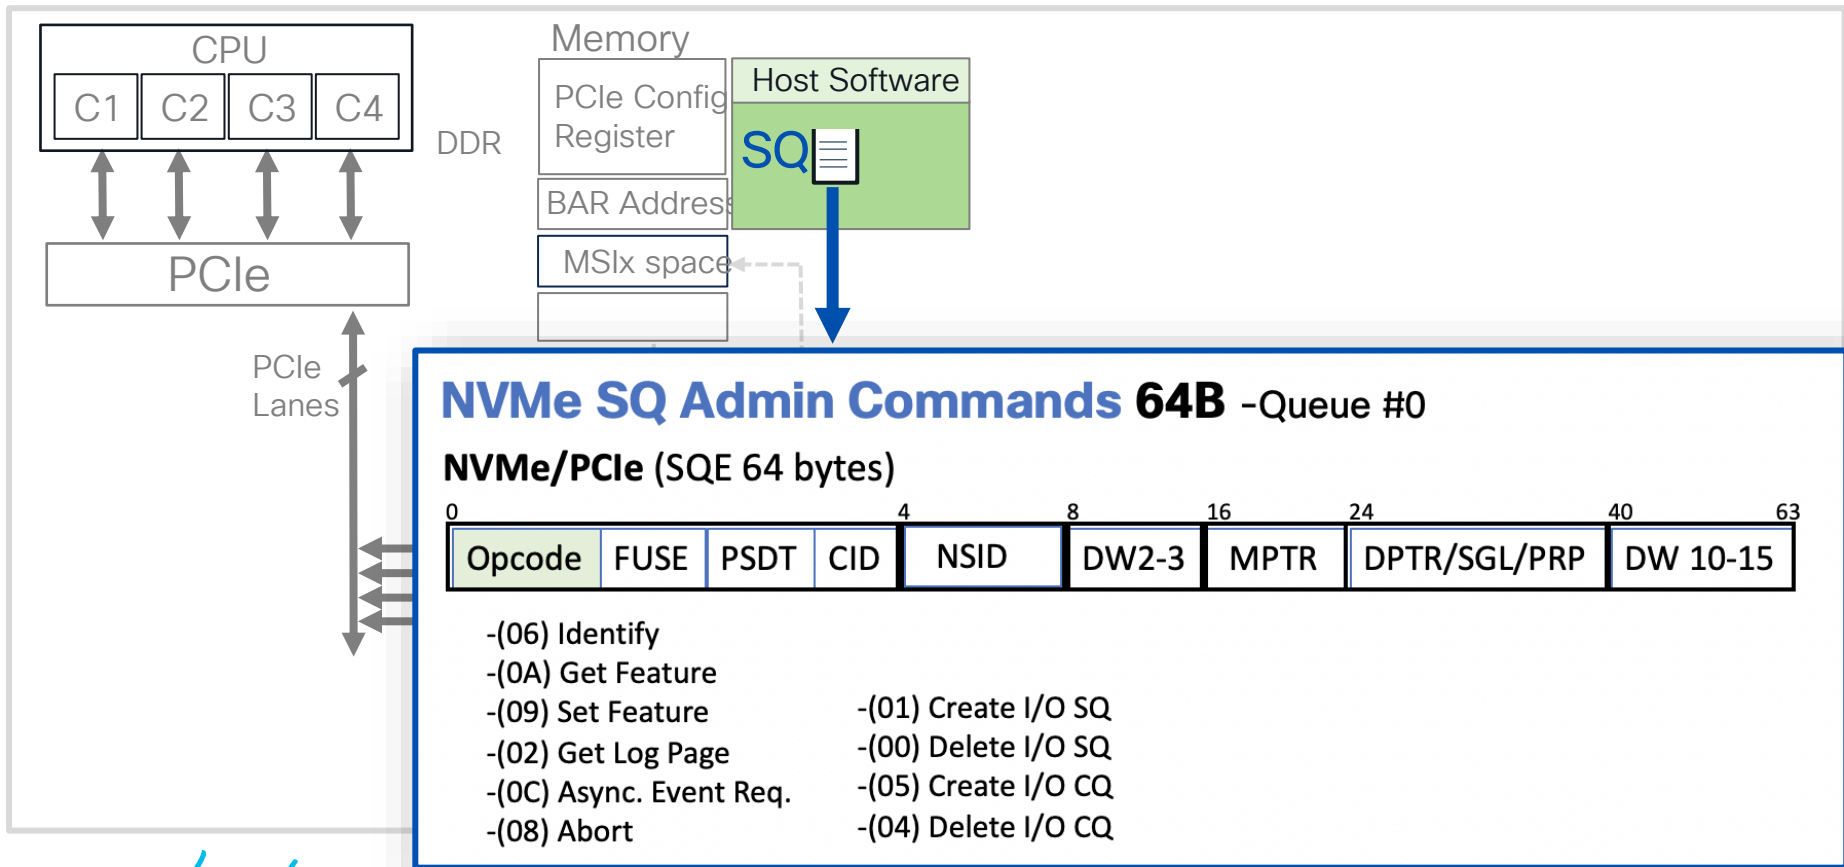 CPU
C1 C2 C3 C4
PCIe
PCIe
Lanes
DDR
Memory
PCIe Config
Register
BAR Address
MSIx space
Host Software
SQ
NVMe SQ Admin Commands 64B -Queue #0
NVMe/PCIe (SQE 64 bytes)
0 4 8 16 24 40 63
Opcode FUSE PSDT CID NSID DW2-3 MPTR DPTR/SGL/PRP DW 10-15
-(06) Identify
-(0A) Get Feature
-(09) Set Feature
-(02) Get Log Page
-(0C) Async. Event Req.
-(08) Abort
-(01) Create I/O SQ
-(00) Delete I/O SQ
-(05) Create I/O CQ
-(04) Delete I/O CQ